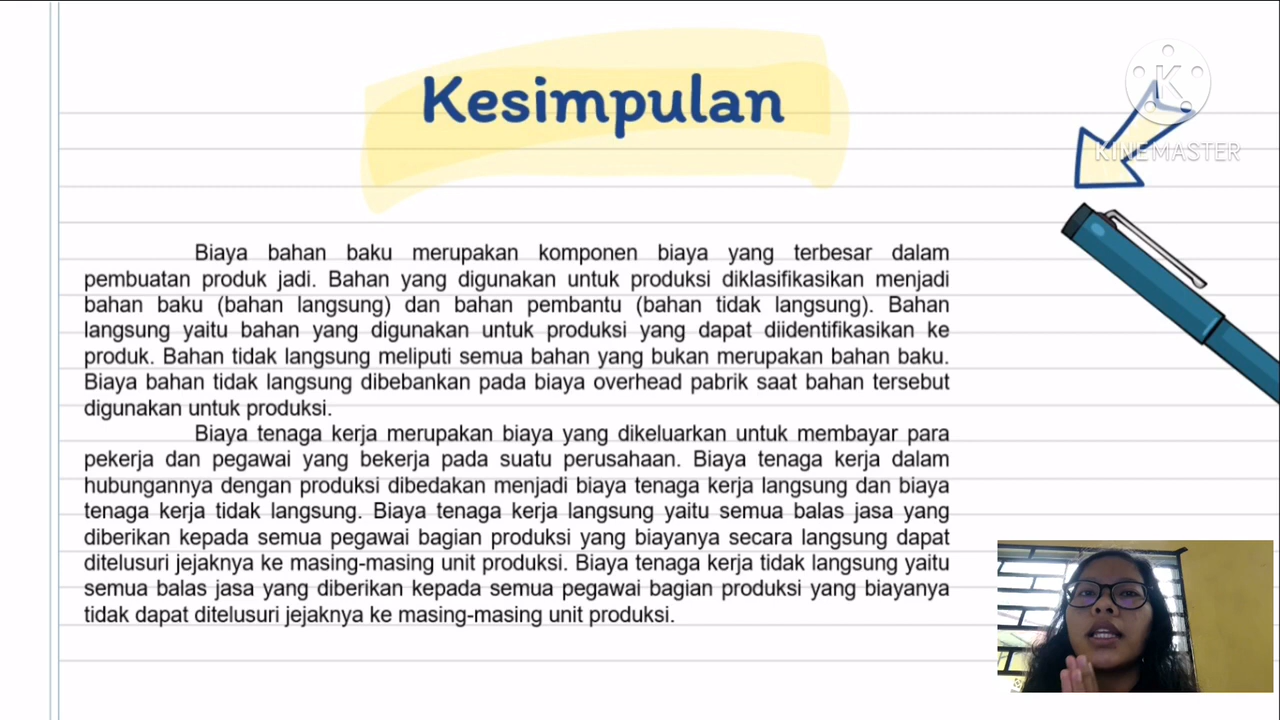 Kesimpulan
K
KINEMASTER
Biaya bahan baku merupakan komponen biaya yang terbesar dalam
pembuatan produk jadi. Bahan yang digunakan untuk produksi diklasifikasikan menjadi
bahan baku (bahan langsung) dan bahan pembantu (bahan tidak langsung). Bahan
langsung yaitu bahan yang digunakan untuk produksi yang dapat diidentifikasikan ke
produk. Bahan tidak langsung meliputi semua bahan yang bukan merupakan bahan baku.
Biaya bahan tidak langsung dibebankan pada biaya overhead pabrik saat bahan tersebut
digunakan untuk produksi.
Biaya tenaga kerja merupakan biaya yang dikeluarkan untuk membayar para
pekerja dan pegawai yang bekerja pada suatu perusahaan. Biaya tenaga kerja dalam
hubungannya dengan produksi dibedakan menjadi biaya tenaga kerja langsung dan biaya
tenaga kerja tidak langsung. Biaya tenaga kerja langsung yaitu semua balas jasa yang
diberikan kepada semua pegawai bagian produksi yang biayanya secara langsung dapat
ditelusuri jejaknya ke masing-masing unit produksi. Biaya tenaga kerja tidak langsung yaitu
semua balas jasa yang diberikan kepada semua pegawai bagian produksi yang biayanya
tidak dapat ditelusuri jejaknya ke masing-masing unit produksi.